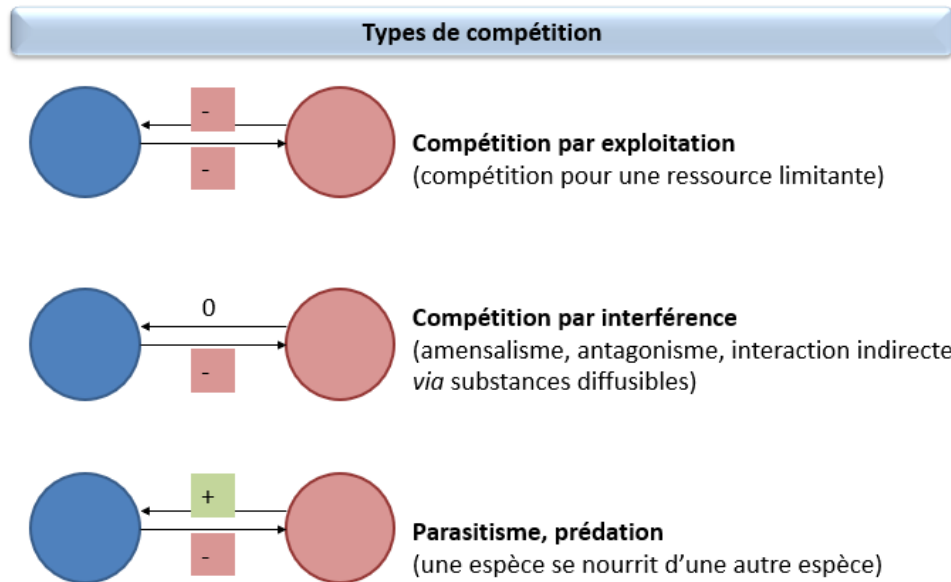 Types de compétition
-
-
Compétition par exploitation
(compétition pour une ressource limitante)
0
-
Compétition par interférence
(amensalisme, antagonisme, interaction indirecte
via substances diffusibles)
+
-
Parasitisme, prédation
(une espèce se nourrit d'une autre espèce)